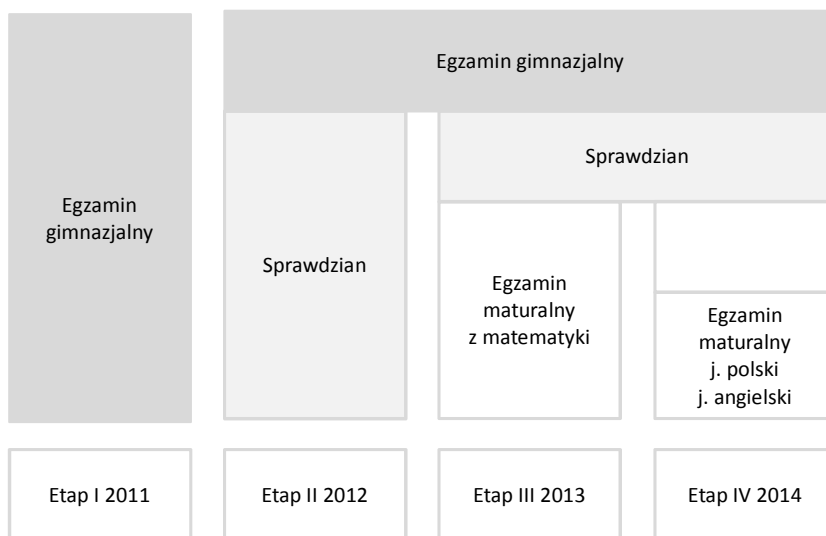 Egzamin gimnazjalny
Sprawdzian
Egzamin
gimnazjalny
Sprawdzian
Egzamin
maturalny
z matematyki
Egzamin
maturalny
j. polski
j. angielski
Etap I 2011
Etap II 2012
Etap III 2013
Etap IV 2014